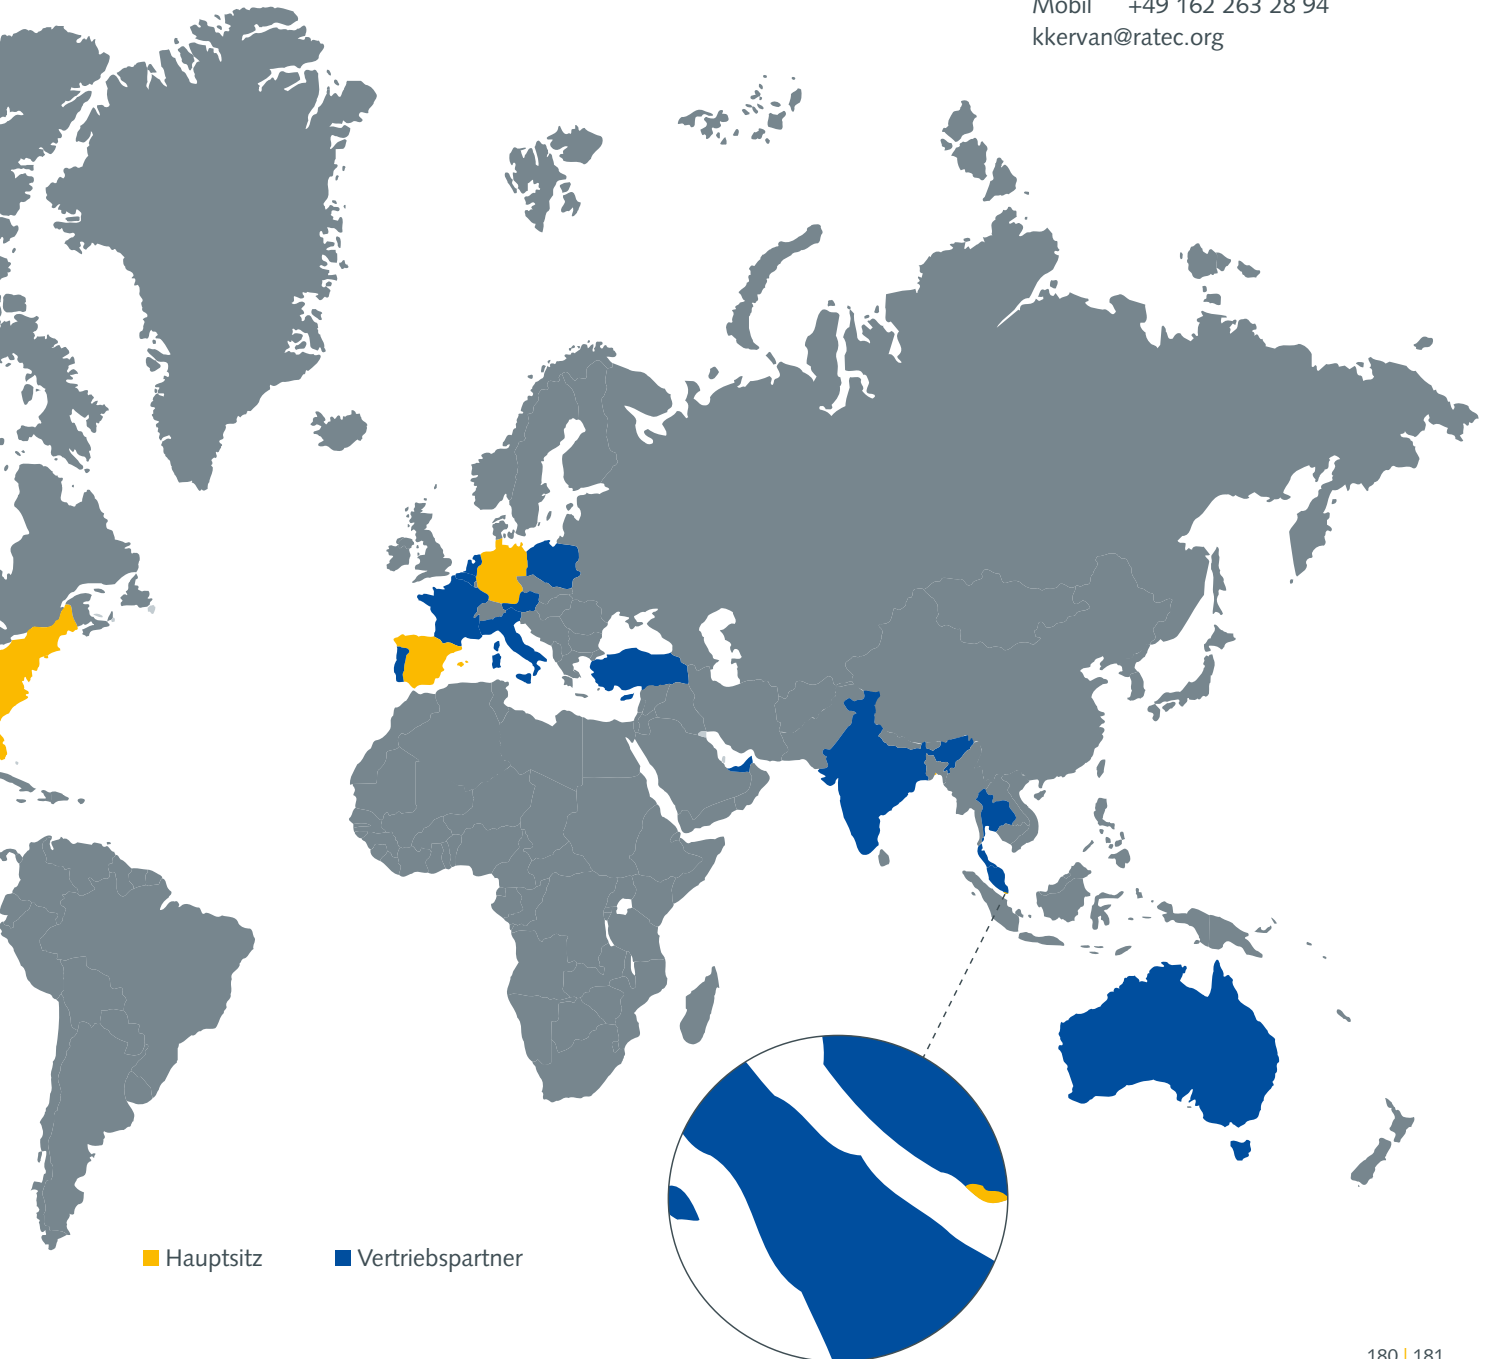 Mobil +49 162 263 28 94
kkervan@ratec.org
Hauptsitz
Vertriebspartner
180 | 181